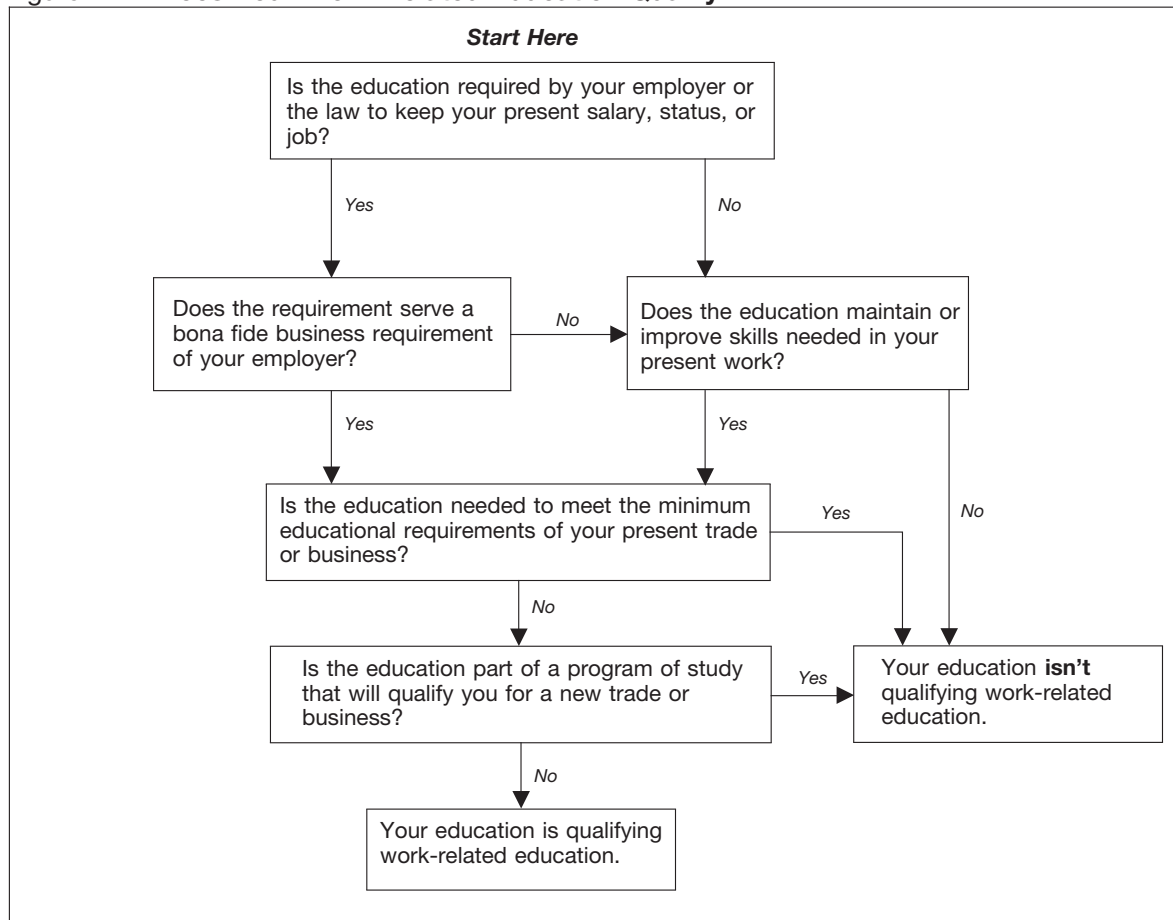 Start Here
Is the education required by your employer or
the law to keep your present salary, status, or
job?
Yes
No
Does the requirement serve a
bona fide business requirement
of your employer?
No
Does the education maintain or
improve skills needed in your
present work?
Yes
Yes
Is the education needed to meet the minimum
educational requirements of your present trade
or business?
Yes
No
No
Is the education part of a program of study
that will qualify you for a new trade or
business?
Yes
Your education isn't
qualifying work-related
education.
No
Your education is qualifying
work-related education.